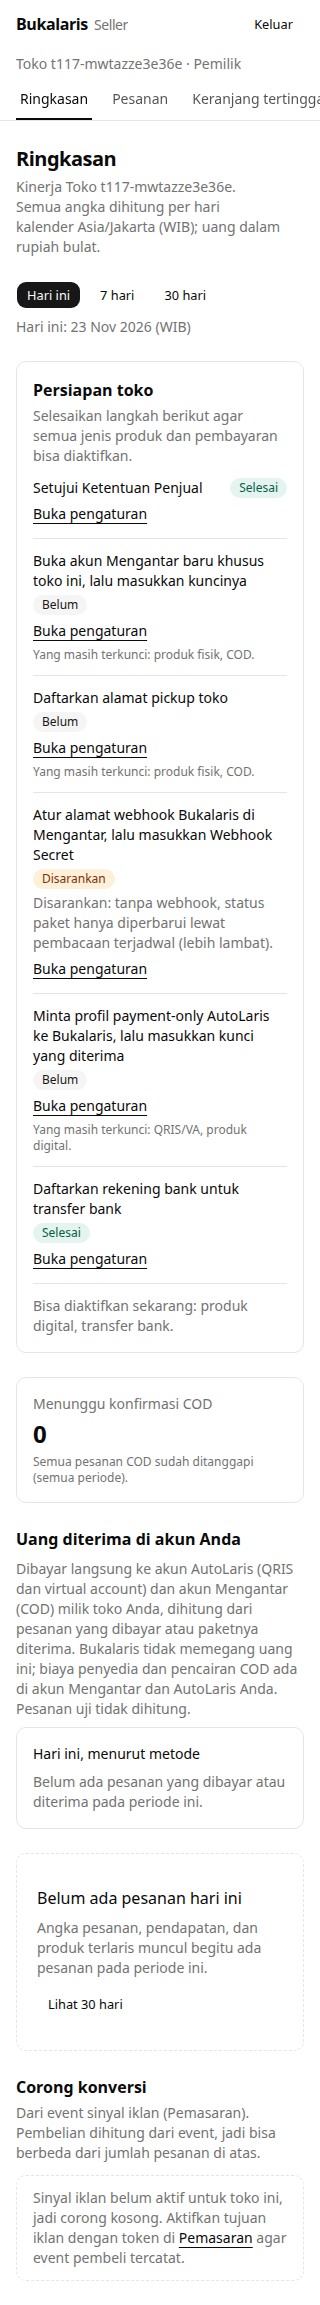 Bukalaris Seller
Keluar
Toko t117-mwtazze3e36e · Pemilik
Ringkasan
Pesanan
Keranjang tertingga
Ringkasan
Kinerja Toko t117-mwtazze3e36e.
Semua angka dihitung per hari
kalender Asia/Jakarta (WIB); uang dalam
rupiah bulat.
Hari ini
7 hari
30 hari
Hari ini: 23 Nov 2026 (WIB)
Persiapan toko
Selesaikan langkah berikut agar
semua jenis produk dan pembayaran
bisa diaktifkan.
Setujui Ketentuan Penjual
Selesai
Buka pengaturan
Buka akun Mengantar baru khusus
toko ini, lalu masukkan kuncinya
Belum
Buka pengaturan
Yang masih terkunci: produk fisik, COD.
Daftarkan alamat pickup toko
Belum
Buka pengaturan
Yang masih terkunci: produk fisik, COD.
Atur alamat webhook Bukalaris di
Mengantar, lalu masukkan Webhook
Secret
Disarankan
Disarankan: tanpa webhook, status
paket hanya diperbarui lewat
pembacaan terjadwal (lebih lambat).
Buka pengaturan
Minta profil payment-only AutoLaris
ke Bukalaris, lalu masukkan kunci
yang diterima
Belum
Buka pengaturan
Yang masih terkunci: QRIS/VA, produk
digital.
Daftarkan rekening bank untuk
transfer bank
Selesai
Buka pengaturan
Bisa diaktifkan sekarang: produk
digital, transfer bank.
Menunggu konfirmasi COD
0
Semua pesanan COD sudah ditanggapi
(semua periode).
Uang diterima di akun Anda
Dibayar langsung ke akun AutoLaris (QRIS
dan virtual account) dan akun Mengantar
(COD) milik toko Anda, dihitung dari
pesanan yang dibayar atau paketnya
diterima. Bukalaris tidak memegang uang
ini; biaya penyedia dan pencairan COD ada
di akun Mengantar dan AutoLaris Anda.
Pesanan uji tidak dihitung.
Hari ini, menurut metode
Belum ada pesanan yang dibayar atau
diterima pada periode ini.
Belum ada pesanan hari ini
Angka pesanan, pendapatan, dan
produk terlaris muncul begitu ada
pesanan pada periode ini.
Lihat 30 hari
Corong konversi
Dari event sinyal iklan (Pemasaran).
Pembelian dihitung dari event, jadi bisa
berbeda dari jumlah pesanan di atas.
Sinyal iklan belum aktif untuk toko ini,
jadi corong kosong. Aktifkan tujuan
iklan dengan token di Pemasaran agar
event pembeli tercatat.